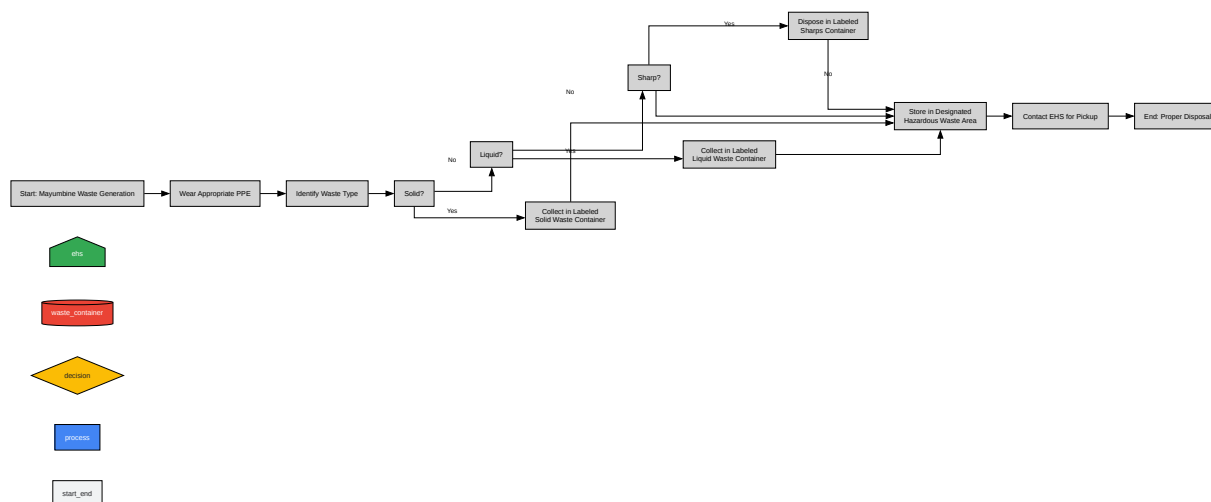 Yes
Dispose in Labeled
Sharps Container
Sharp?
No
No
Store in Designated
Hazardous Waste Area
Contact EHS for Pickup
End: Proper Disposal
Liquid?
Yes
No
Collect in Labeled
Liquid Waste Container
Start: Mayumbine Waste Generation
Wear Appropriate PPE
Identify Waste Type
Solid?
Yes
Collect in Labeled
Solid Waste Container
ehs
waste_container
decision
process
start_end